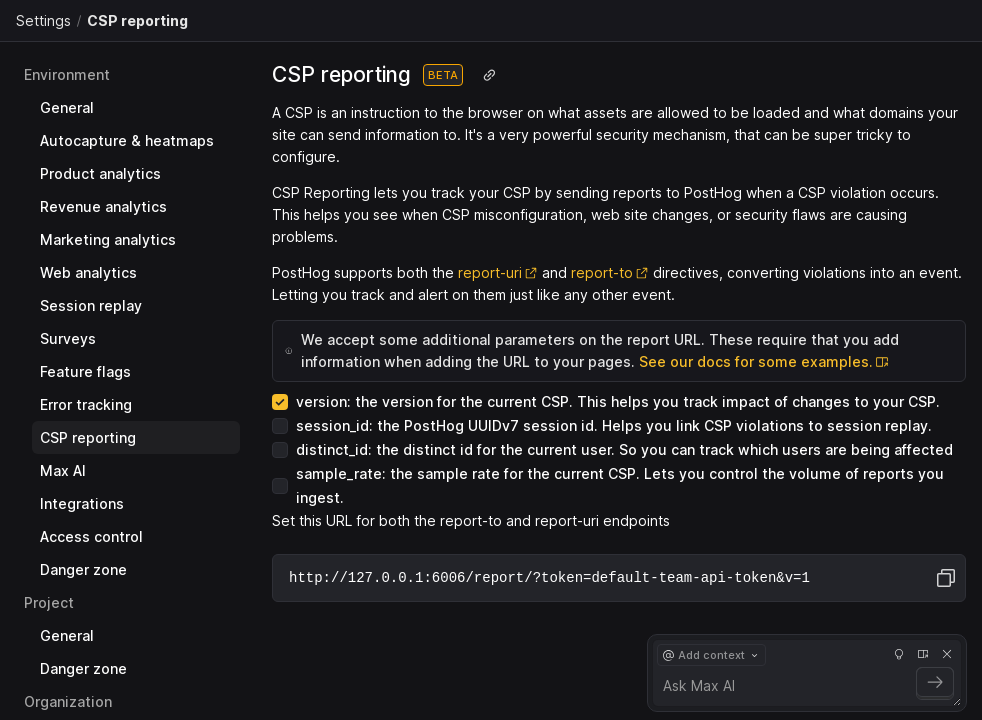 Settings / CSP reporting
Environment
General
Autocapture & heatmaps
Product analytics
Revenue analytics
Marketing analytics
Web analytics
Session replay
Surveys
Feature flags
Error tracking
CSP reporting
Max AI
Integrations
Access control
Danger zone
Project
General
Danger zone
Organization
CSP reporting BETA
A CSP is an instruction to the browser on what assets are allowed to be loaded and what domains your
site can send information to. It's a very powerful security mechanism, that can be super tricky to
configure.
CSP Reporting lets you track your CSP by sending reports to PostHog when a CSP violation occurs.
This helps you see when CSP misconfiguration, web site changes, or security flaws are causing
problems.
PostHog supports both the report-uri and report-to directives, converting violations into an event.
Letting you track and alert on them just like any other event.
We accept some additional parameters on the report URL. These require that you add
information when adding the URL to your pages. See our docs for some examples.
version: the version for the current CSP. This helps you track impact of changes to your CSP.
session_id: the PostHog UUIDv7 session id. Helps you link CSP violations to session replay.
distinct_id: the distinct id for the current user. So you can track which users are being affected
sample_rate: the sample rate for the current CSP. Lets you control the volume of reports you
ingest.
Set this URL for both the report-to and report-uri endpoints
http://127.0.0.1:6006/report/?token=default-team-api-token&v=1
@ Add context
Ask Max AI